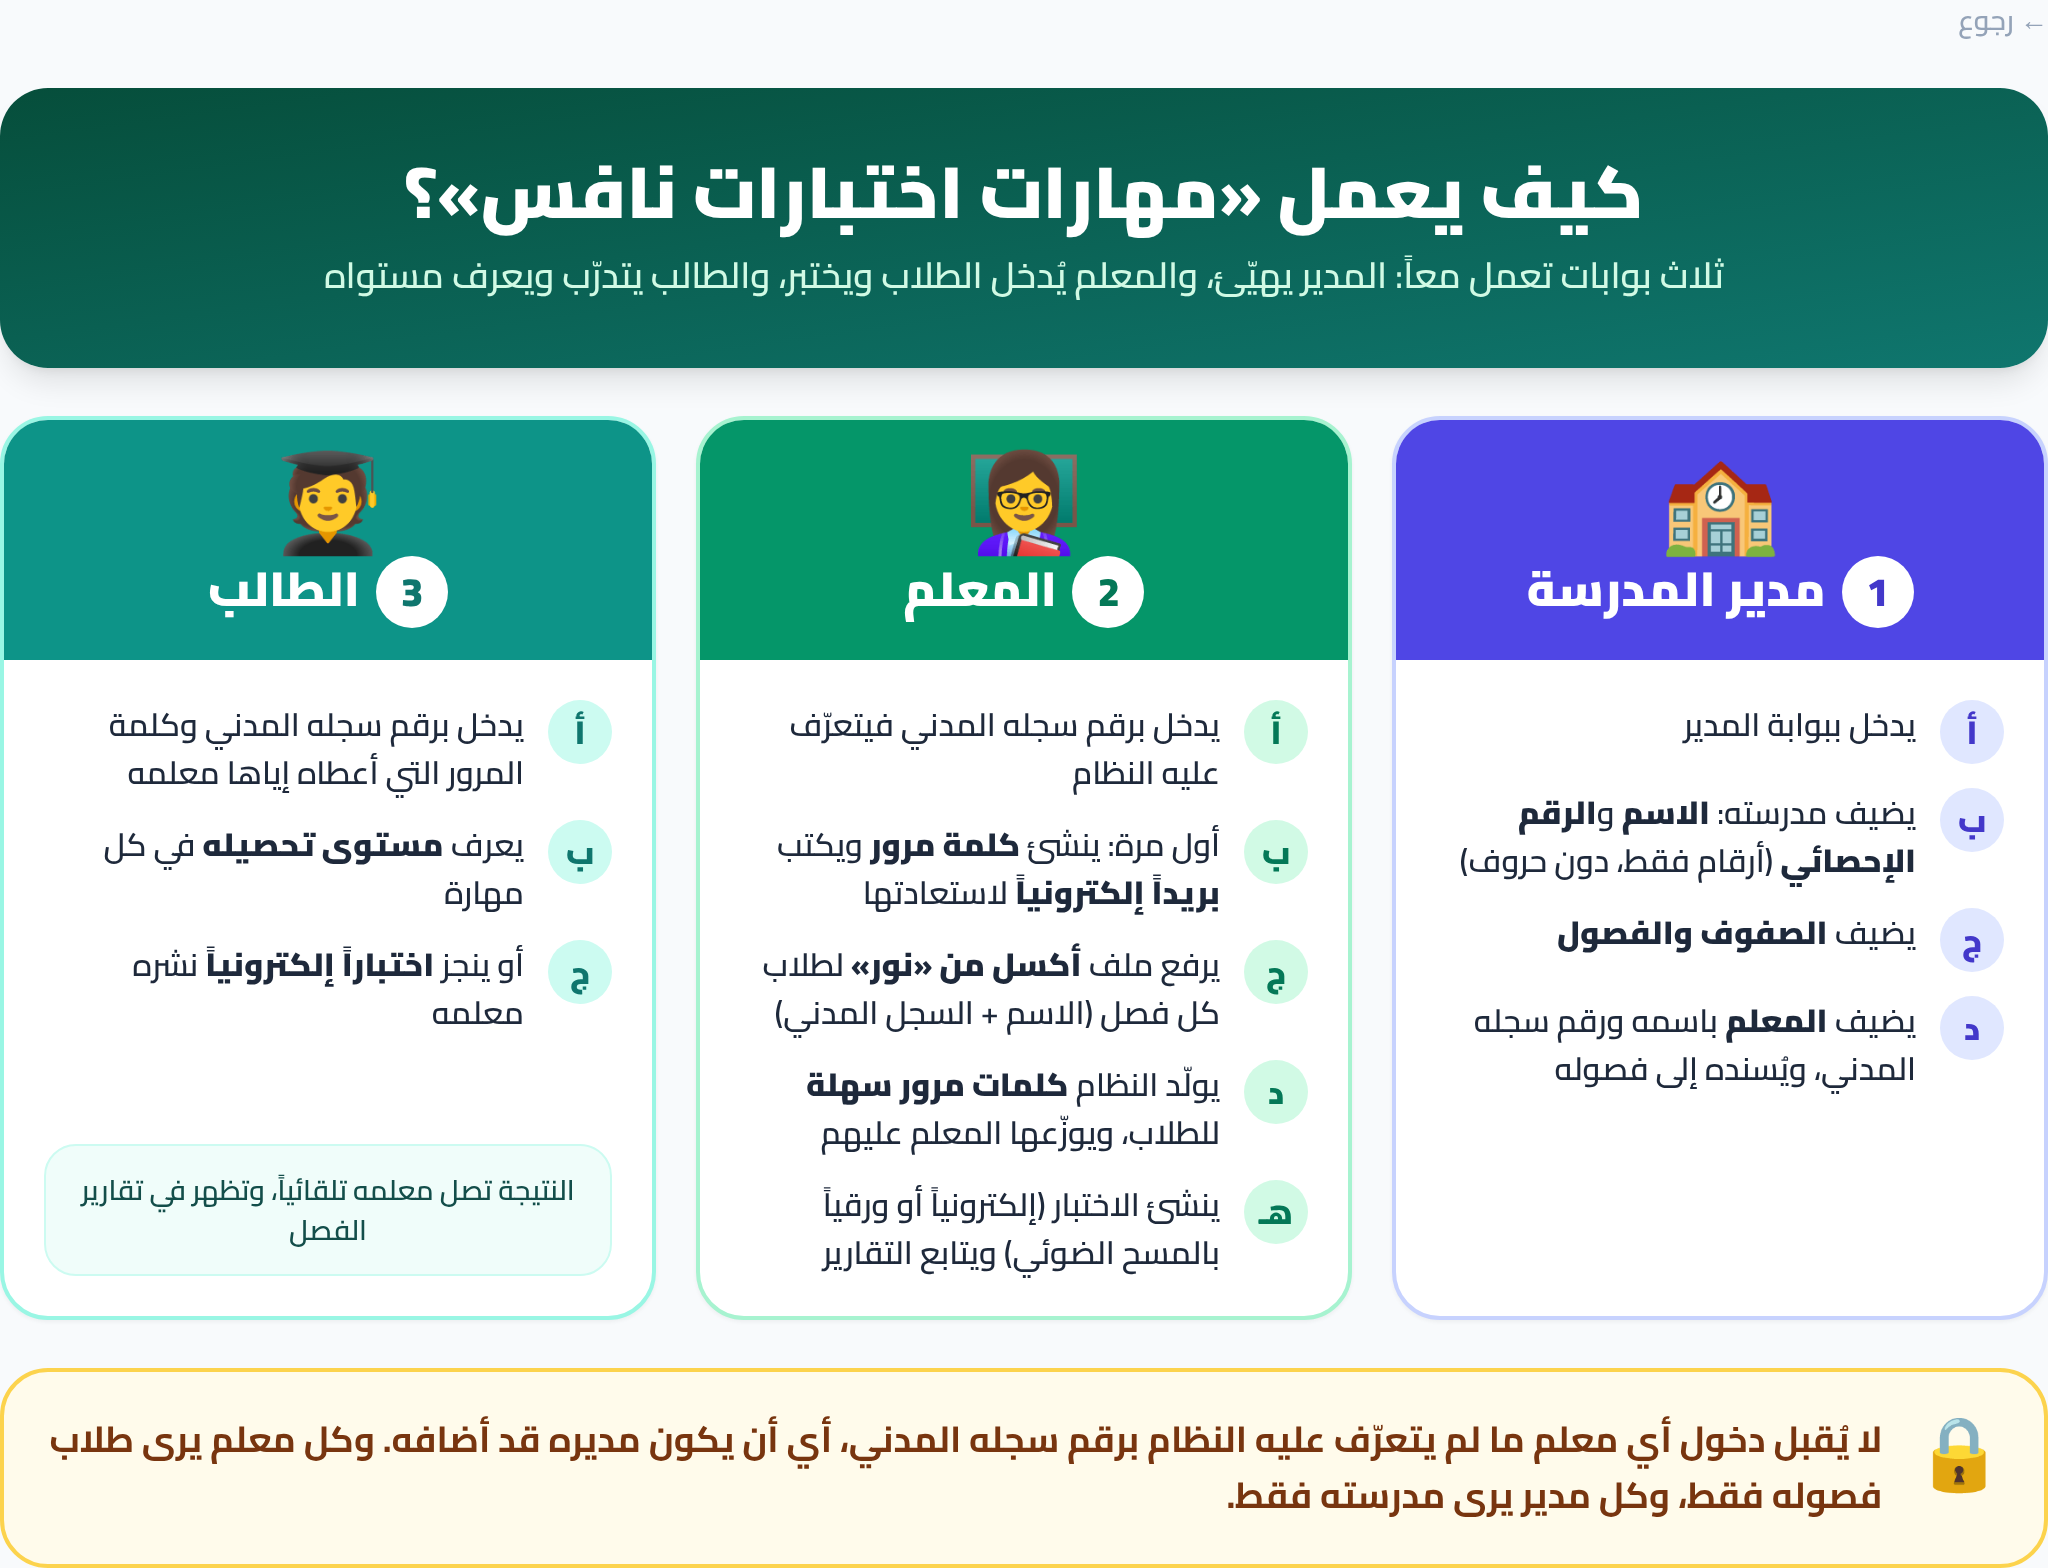 ← رجوع
كيف يعمل «مهارات اختبارات نافس»؟
ثلاث بوابات تعمل معاً: المدير يهيّئ، والمعلم يُدخل الطلاب ويختبر، والطالب يتدرّب ويعرف مستواه
1 مدير المدرسة
أ يدخل ببوابة المدير
ب يضيف مدرسته: الاسم والرقم
الإحصائي (أرقام فقط، دون حروف)
ج يضيف الصفوف والفصول
د يضيف المعلم باسمه ورقم سجله
المدني، ويُسنده إلى فصوله
2 المعلم
أ يدخل برقم سجله المدني فيتعرّف
عليه النظام
ب أول مرة: ينشئ كلمة مرور ويكتب
بريداً إلكترونياً لاستعادتها
ج يرفع ملف أكسل من «نور» لطلاب
كل فصل (الاسم + السجل المدني)
د يولّد النظام كلمات مرور سهلة
للطلاب، ويوزّعها المعلم عليهم
هـ ينشئ الاختبار (إلكترونياً أو ورقياً
بالمسح الضوئي) ويتابع التقارير
3 الطالب
أ يدخل برقم سجله المدني وكلمة
المرور التي أعطاه إياها معلمه
ب يعرف مستوى تحصيله في كل
مهارة
ج أو ينجز اختباراً إلكترونياً نشره
معلمه
النتيجة تصل معلمه تلقائياً، وتظهر في تقارير
الفصل
لا يُقبل دخول أي معلم ما لم يتعرّف عليه النظام برقم سجله المدني، أي أن يكون مديره قد أضافه. وكل معلم يرى طلاب
فصوله فقط، وكل مدير يرى مدرسته فقط.